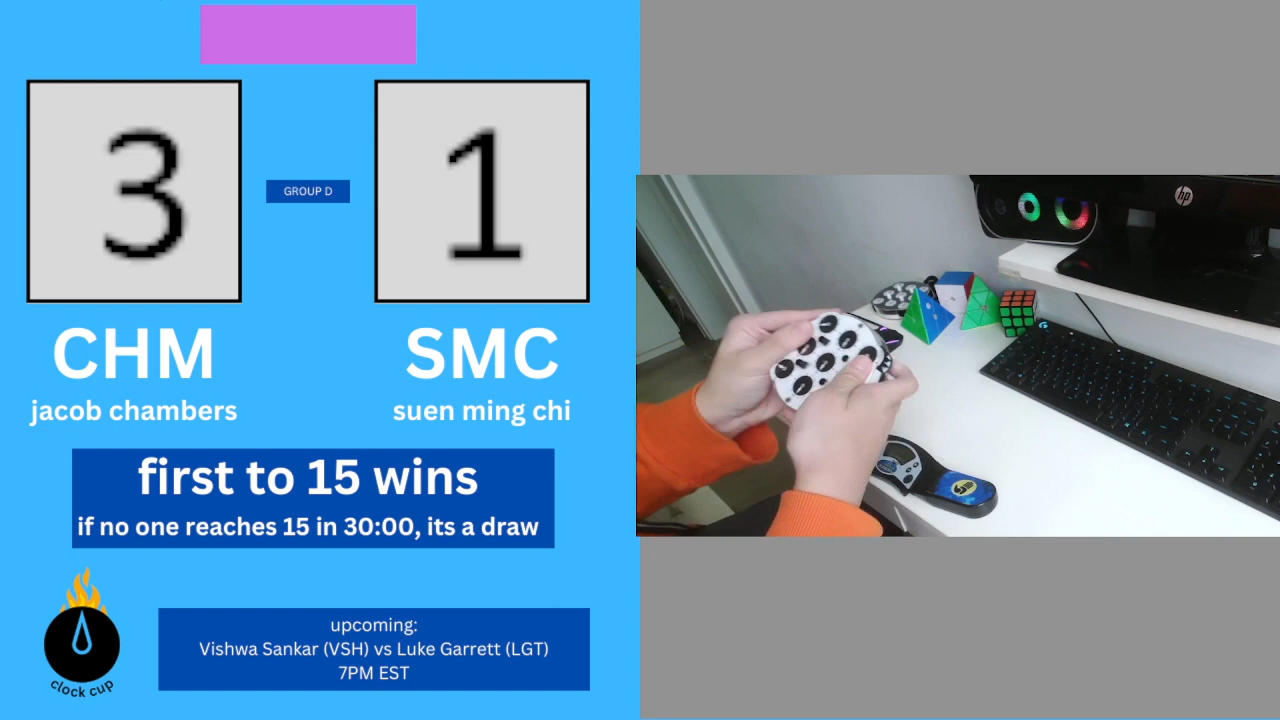 3
1
GROUP D
CHM
SMC
jacob chambers
suen ming chi
first to 15 wins
if no one reaches 15 in 30:00, its a draw
clock cup
upcoming:
Vishwa Sankar (VSH) vs Luke Garrett (LGT)
7PM EST
hp